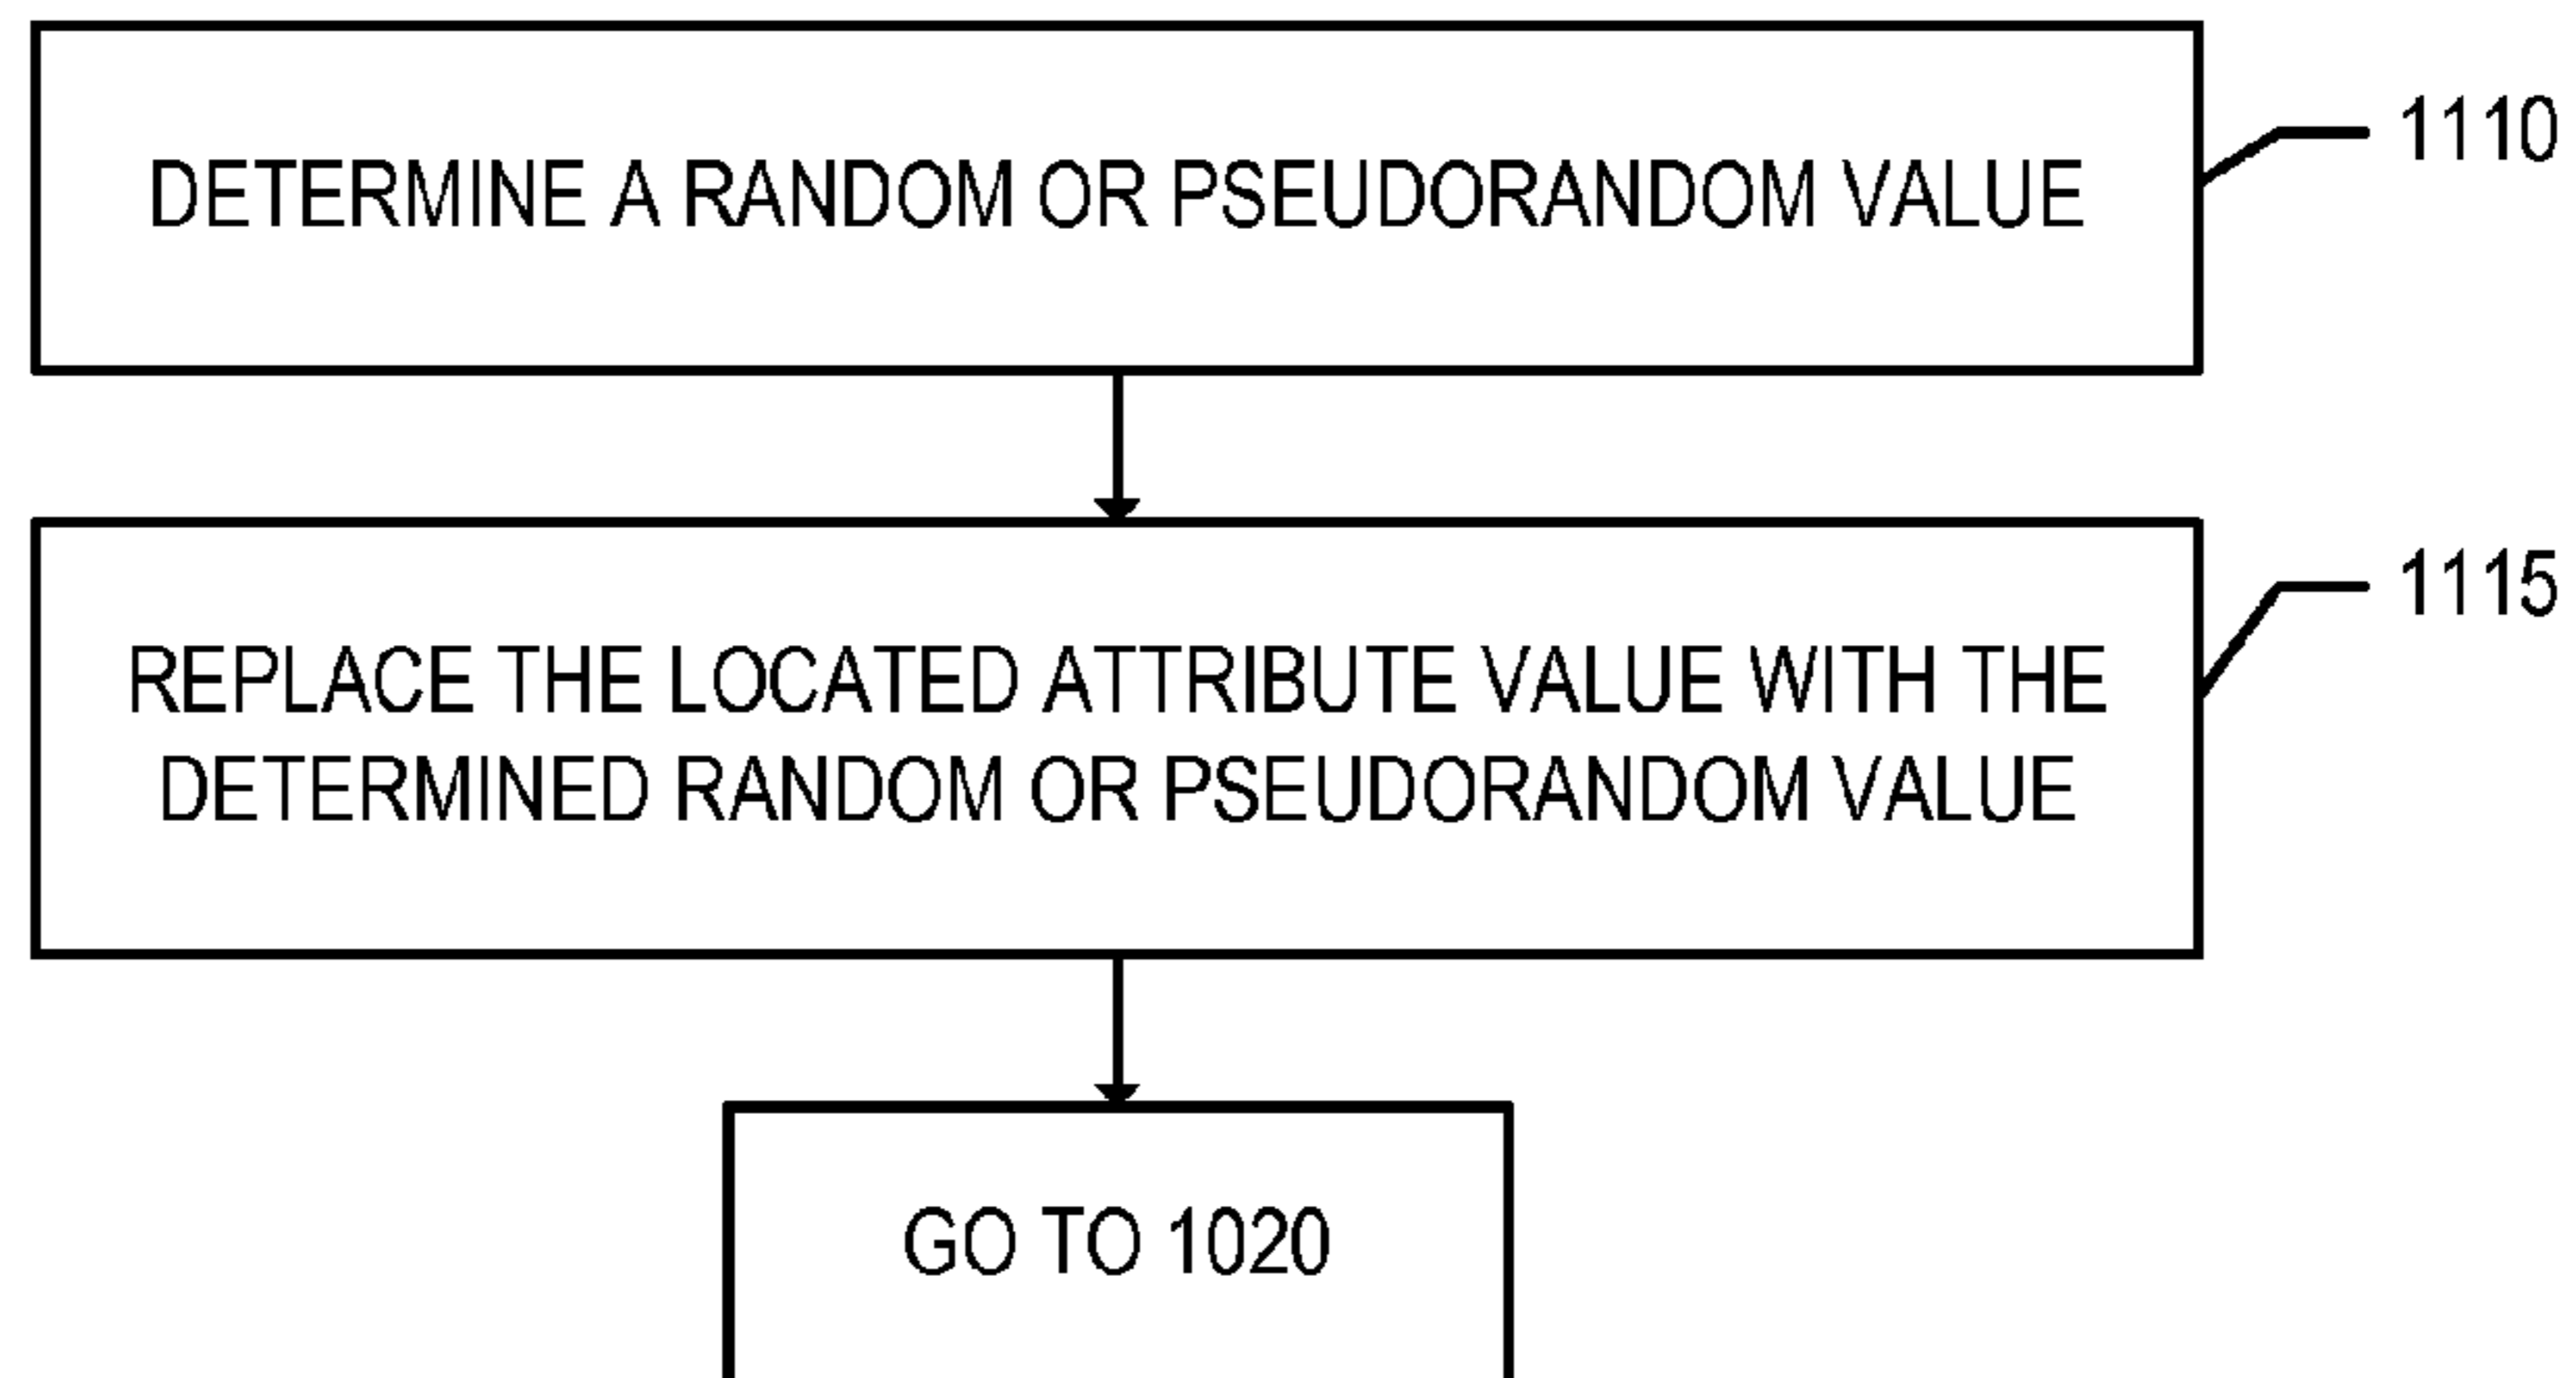 DETERMINE A RANDOM OR PSEUDORANDOM VALUE
1110
REPLACE THE LOCATED ATTRIBUTE VALUE WITH THE
DETERMINED RANDOM OR PSEUDORANDOM VALUE
1115
GO TO 1020